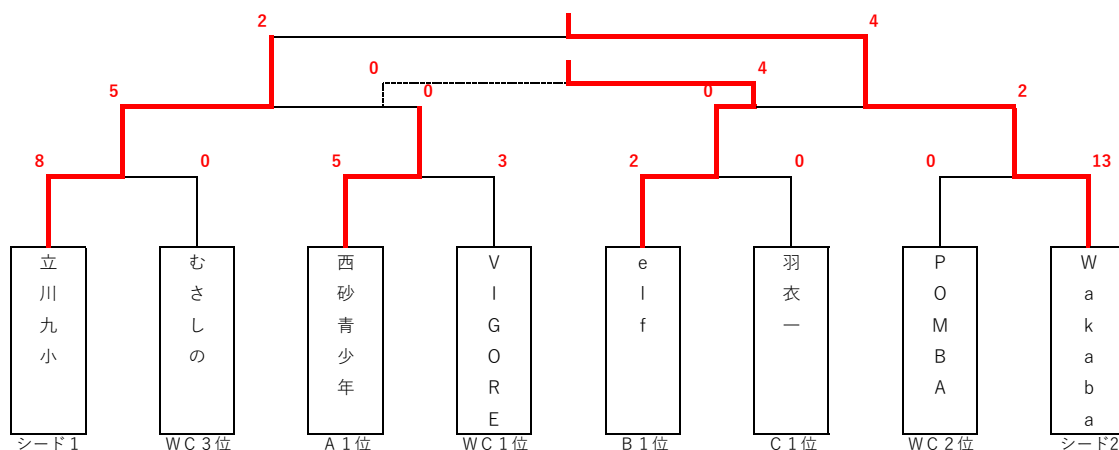 2
4
0
4
5
0
0
2
8
0
5
3
2
0
0
13
立川九小
むさしの
西砂青少年
VIGORE
elf
羽衣一
POMBA
Wakaba
シード1
WC3位
A1位
WC1位
B1位
C1位
WC2位
シード2